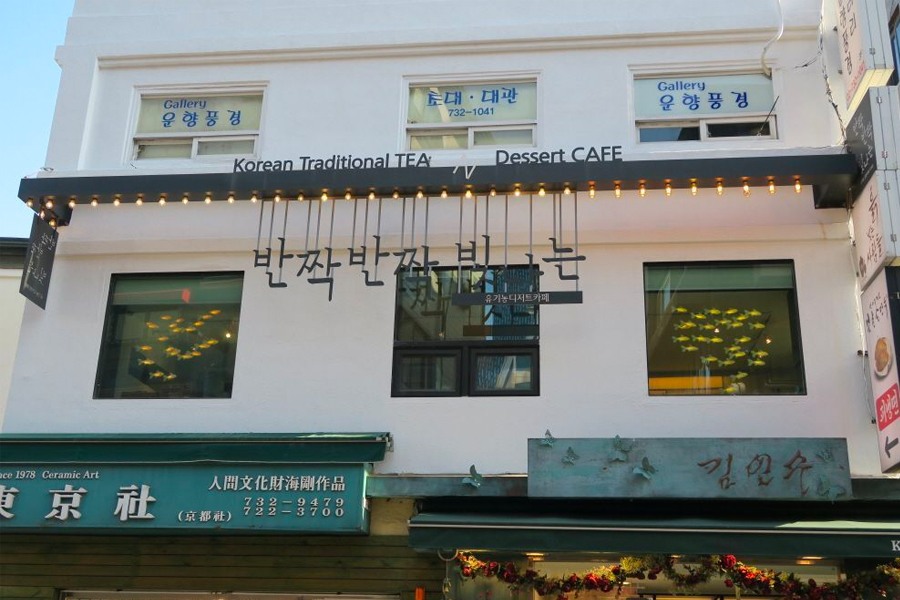 Gallery
운향풍경
토대·대관
732-1041
Gallery
운향풍경
Korean Traditional TEA N Dessert CAFE
반짝반짝 빛나는
유기농디저트카페
Since 1978 Ceramic Art
東京社
(京都社)
人間文化財海剛作品
732-9479
722-3700
김일수
K